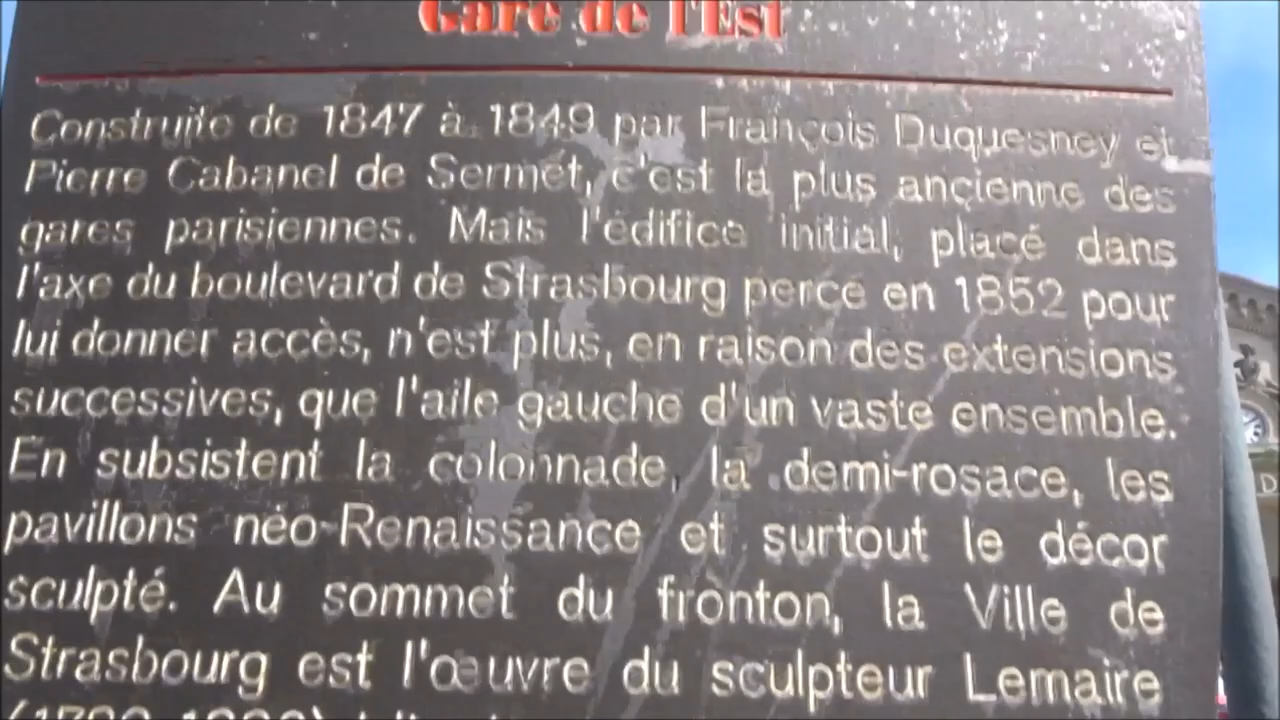 Gare de l'Est
Construite de 1847 à 1849 par François Duquesney et
Pierre Cabanel de Sermet, c'est la plus ancienne des
gares parisiennes. Mais l'édifice initial, placé dans
l'axe du boulevard de Strasbourg percé en 1852 pour
lui donner accès, n'est plus, en raison des extensions
successives, que l'aile gauche d'un vaste ensemble.
En subsistent la colonnade, la demi-rosace, les
pavillons néo-Renaissance et surtout le décor
sculpté. Au sommet du fronton, la Ville de
Strasbourg est l'œuvre du sculpteur Lemaire